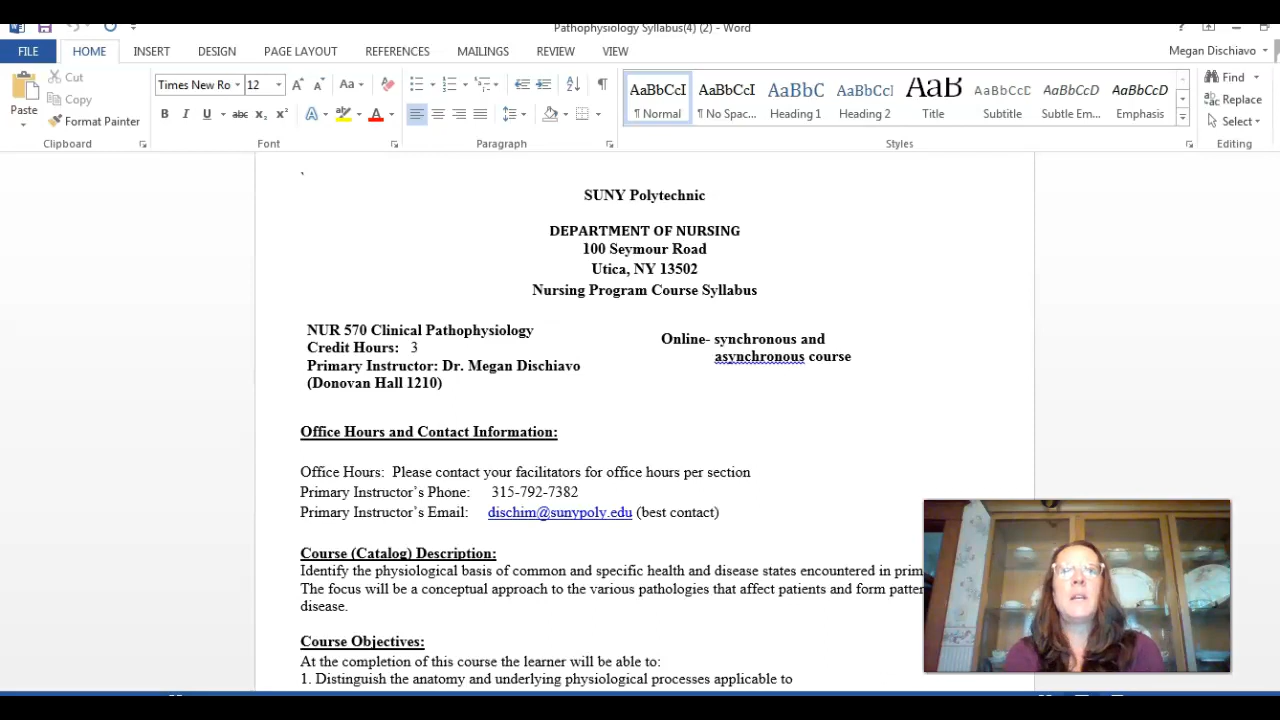 Pathophysiology Syllabus(4) (2) - Word
?
FILE HOME INSERT DESIGN PAGE LAYOUT REFERENCES MAILINGS REVIEW VIEW
Megan Dischiavo
Paste
Cut
Copy
Format Painter
Clipboard
Times New Ro 12 A A Aa
B I U abc x₂ x² A A
Font
Paragraph
AaBbCcI AaBbCcI AaBbC AaBbCcI AaB AaBbCcD AaBbCcD AaBbCcD
¶ Normal ¶ No Spac... Heading 1 Heading 2 Title Subtitle Subtle Em... Emphasis
Styles
Find
Replace
Select
Editing
`
SUNY Polytechnic
DEPARTMENT OF NURSING
100 Seymour Road
Utica, NY 13502
Nursing Program Course Syllabus
NUR 570 Clinical Pathophysiology
Credit Hours: 3
Primary Instructor: Dr. Megan Dischiavo
(Donovan Hall 1210)
Online- synchronous and
asynchronous course
Office Hours and Contact Information:
Office Hours: Please contact your facilitators for office hours per section
Primary Instructor's Phone: 315-792-7382
Primary Instructor's Email: dischim@sunypoly.edu (best contact)
Course (Catalog) Description:
Identify the physiological basis of common and specific health and disease states encountered in prim
The focus will be a conceptual approach to the various pathologies that affect patients and form patter
disease.
Course Objectives:
At the completion of this course the learner will be able to:
1. Distinguish the anatomy and underlying physiological processes applicable to